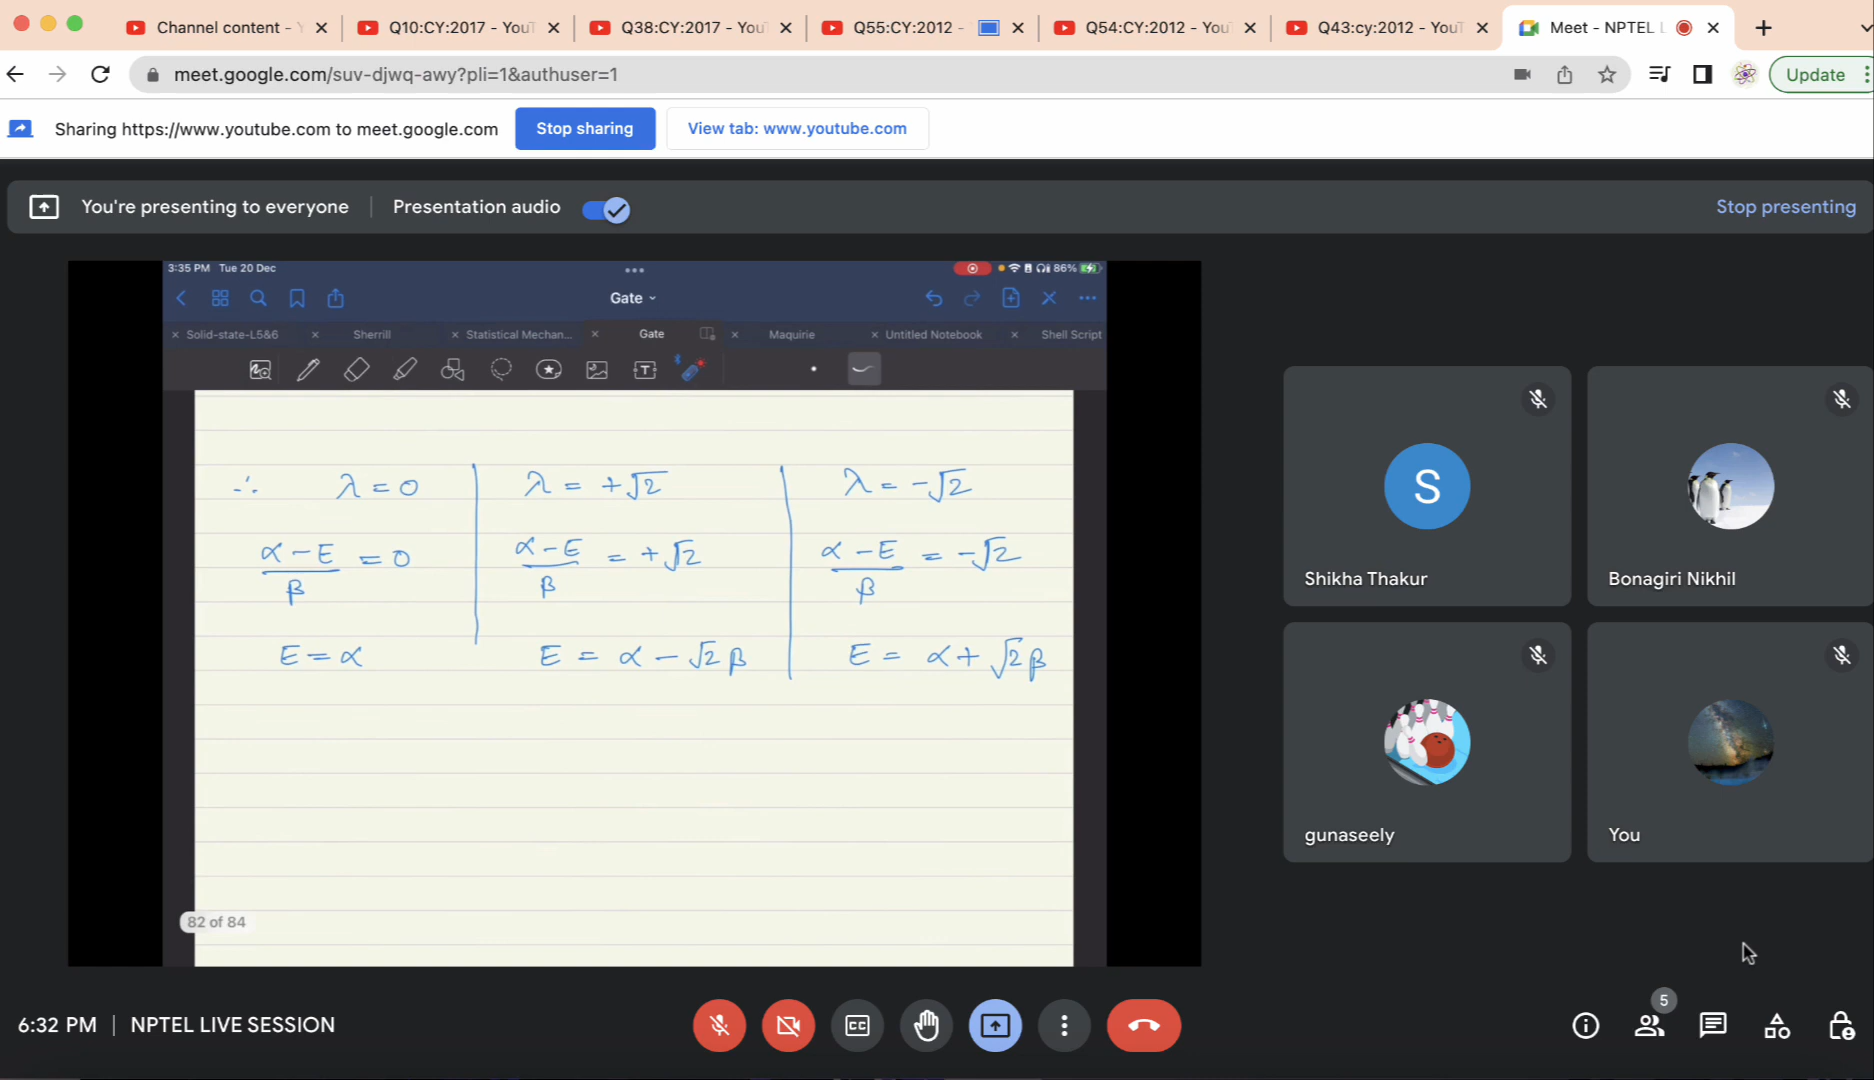 Channel content - Y
Q10:CY:2017 - YouT
Q38:CY:2017 - YouT
Q55:CY:2012 -
Q54:CY:2012 - YouT
Q43:cy:2012 - YouT
Meet - NPTEL L
meet.google.com/suv-djwq-awy?pli=1&authuser=1
Update
Sharing https://www.youtube.com to meet.google.com
Stop sharing
View tab: www.youtube.com
You're presenting to everyone
Presentation audio
Stop presenting
3:35 PM Tue 20 Dec
86%
Gate
Solid-state-L5&6
Sherrill
Statistical Mechan...
Gate
Maquirie
Untitled Notebook
Shell Script
∴ λ = 0 λ = +√2 λ = -√2
(α - E)/β = 0 (α - E)/β = +√2 (α - E)/β = -√2
E = α E = α - √2 β E = α + √2 β
82 of 84
S
Shikha Thakur
Bonagiri Nikhil
gunaseely
You
6:32 PM | NPTEL LIVE SESSION
CC
5